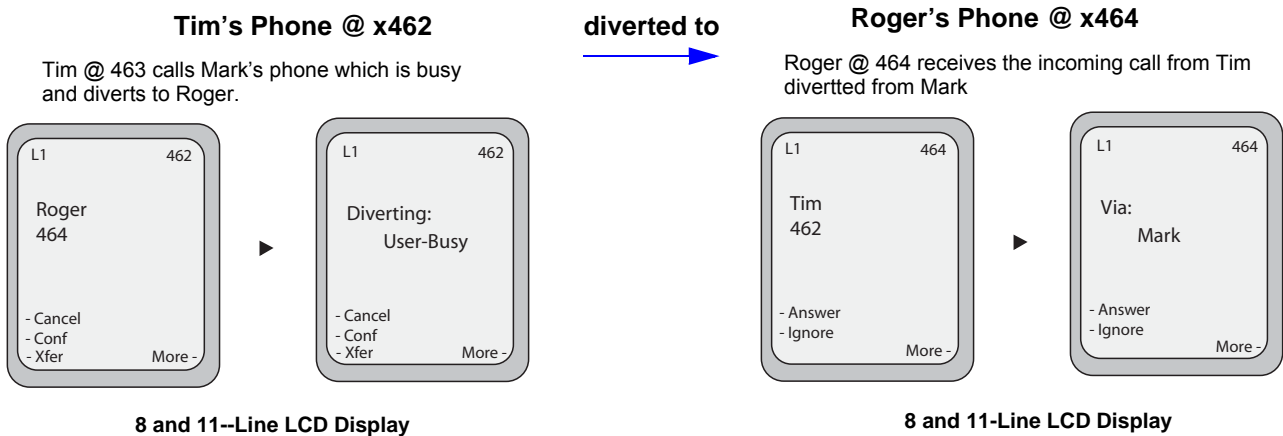 Tim's Phone @ x462
diverted to
Roger's Phone @ x464
Tim @ 463 calls Mark's phone which is busy
and diverts to Roger.
Roger @ 464 receives the incoming call from Tim
divertted from Mark
L1 462
Roger
464
- Cancel
- Conf
- Xfer More -
L1 462
Diverting:
User-Busy
- Cancel
- Conf
- Xfer More -
L1 464
Tim
462
- Answer
- Ignore
More -
L1 464
Via:
Mark
- Answer
- Ignore
More -
8 and 11--Line LCD Display
8 and 11-Line LCD Display